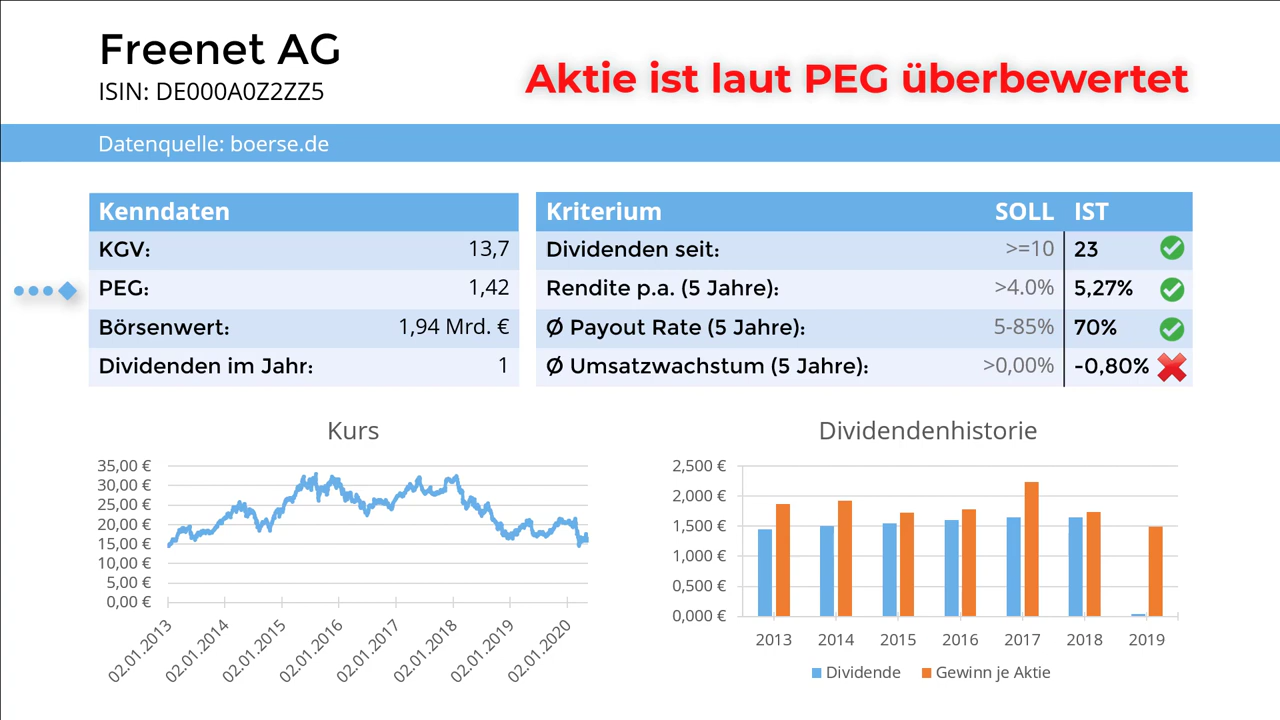 Freenet AG
ISIN: DE000A0Z2ZZ5
Aktie ist laut PEG überbewertet
Datenquelle: boerse.de
Kenndaten
KGV: 13,7
PEG: 1,42
Börsenwert: 1,94 Mrd. €
Dividenden im Jahr: 1
Kriterium SOLL IST
Dividenden seit: >=10 23
Rendite p.a. (5 Jahre): >4.0% 5,27%
Ø Payout Rate (5 Jahre): 5-85% 70%
Ø Umsatzwachstum (5 Jahre): >0,00% -0,80%
Kurs
35,00 €
30,00 €
25,00 €
20,00 €
15,00 €
10,00 €
5,00 €
0,00 €
02.01.2013 02.01.2014 02.01.2015 02.01.2016 02.01.2017 02.01.2018 02.01.2019 02.01.2020
Dividendenhistorie
2,500 €
2,000 €
1,500 €
1,000 €
0,500 €
0,000 €
2013 2014 2015 2016 2017 2018 2019
Dividende Gewinn je Aktie